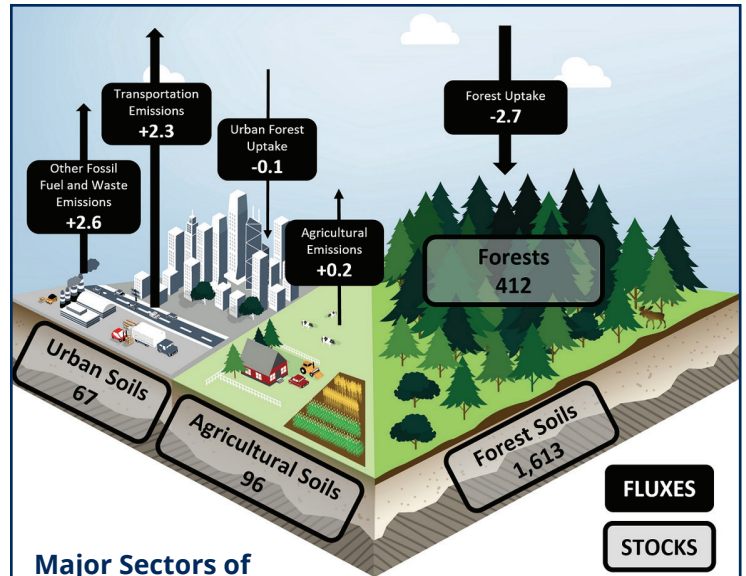 Transportation
Emissions
+2.3
Forest Uptake
-2.7
Urban Forest
Uptake
-0.1
Other Fossil
Fuel and Waste
Emissions
+2.6
Agricultural
Emissions
+0.2
Forests
412
Urban Soils
67
Agricultural Soils
96
Forest Soils
1,613
FLUXES
STOCKS
Major Sectors of